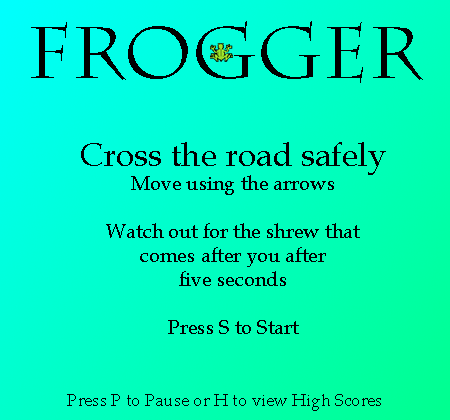 FROGGER
Cross the road safely
Move using the arrows
Watch out for the shrew that
comes after you after
five seconds
Press S to Start
Press P to Pause or H to view High Scores